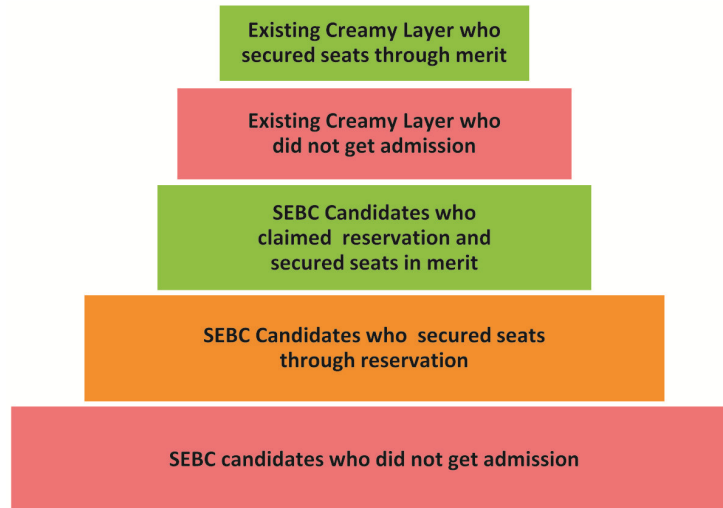 Existing Creamy Layer who
secured seats through merit
Existing Creamy Layer who
did not get admission
SEBC Candidates who
claimed reservation and
secured seats in merit
SEBC Candidates who secured seats
through reservation
SEBC candidates who did not get admission